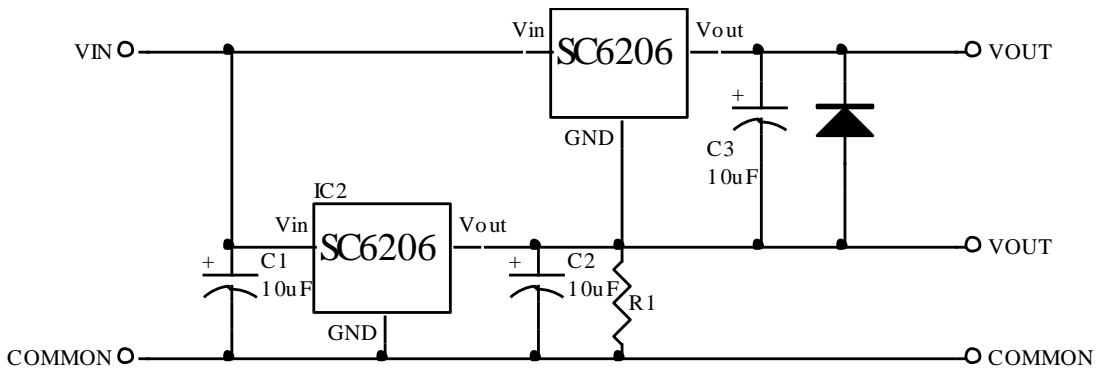 VIN
Vin
SC6206
Vout
VOUT
GND
+
C3
10uF
IC2
Vin
SC6206
Vout
VOUT
+
C1
10uF
+
C2
10uF
R1
GND
COMMON
COMMON